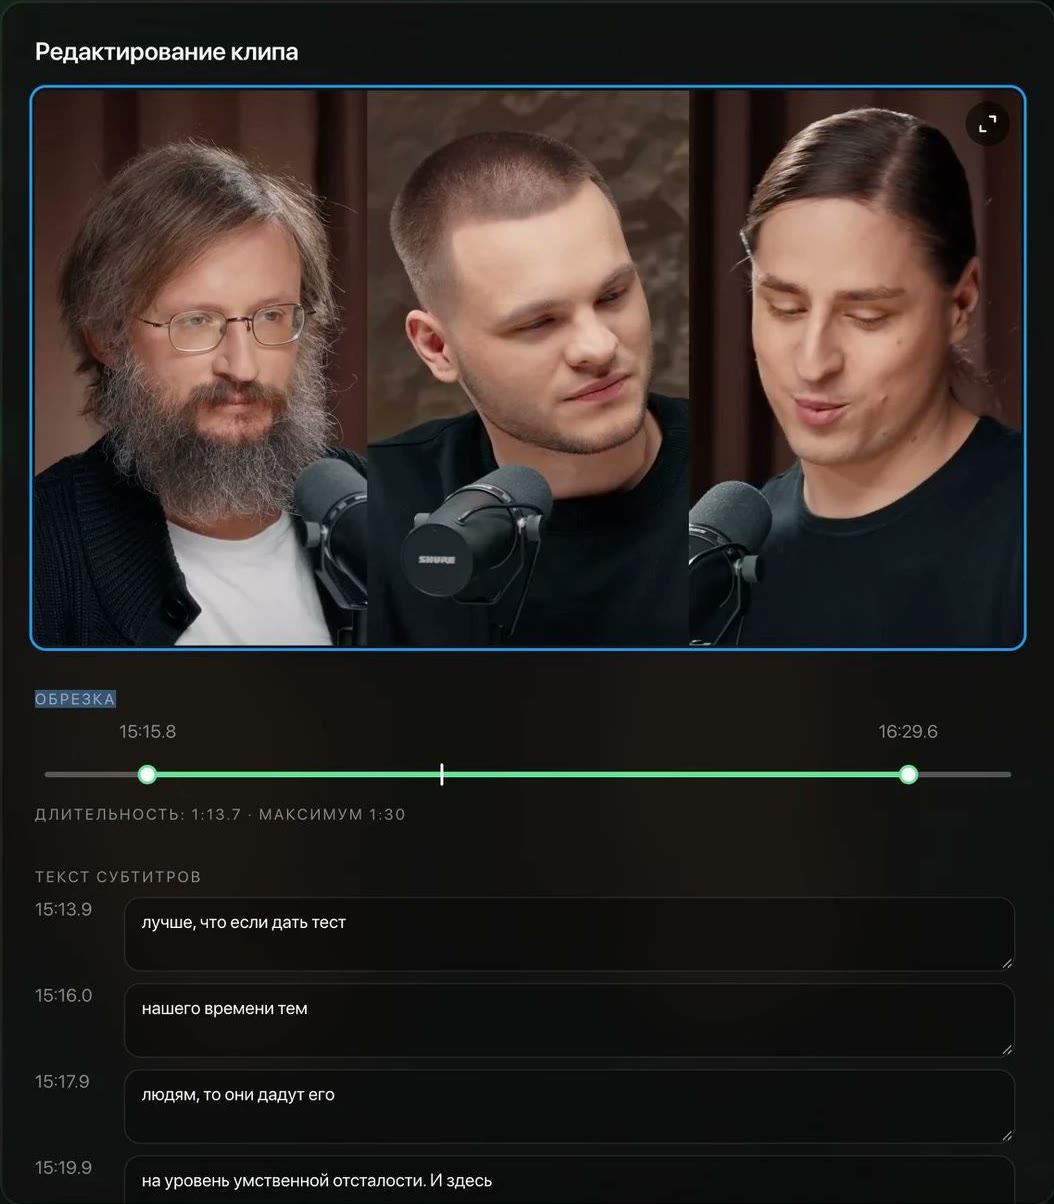 Редактирование клипа
SHURE
ОБРЕЗКА
15:15.8 16:29.6
ДЛИТЕЛЬНОСТЬ: 1:13.7 · МАКСИМУМ 1:30
ТЕКСТ СУБТИТРОВ
15:13.9 лучше, что если дать тест
15:16.0 нашего времени тем
15:17.9 людям, то они дадут его
15:19.9 на уровень умственной отсталости. И здесь